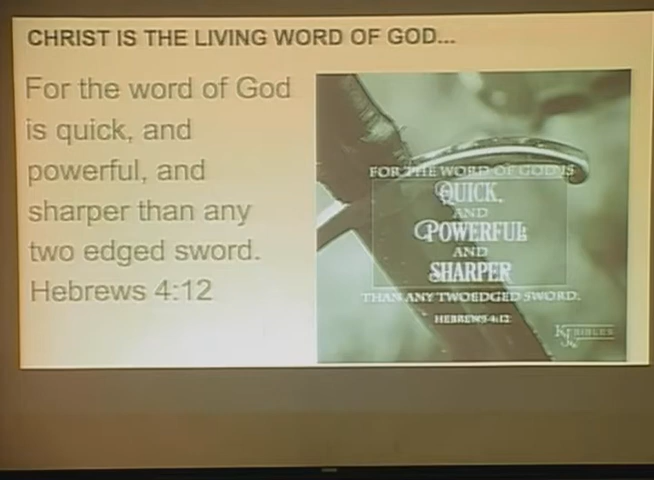 CHRIST IS THE LIVING WORD OF GOD...
For the word of God
is quick, and
powerful, and
sharper than any
two edged sword.
Hebrews 4:12
FOR THE WORD OF GOD IS
QUICK,
AND
POWERFUL,
AND
SHARPER
THAN ANY TWOEDGED SWORD.
HEBREWS 4:12